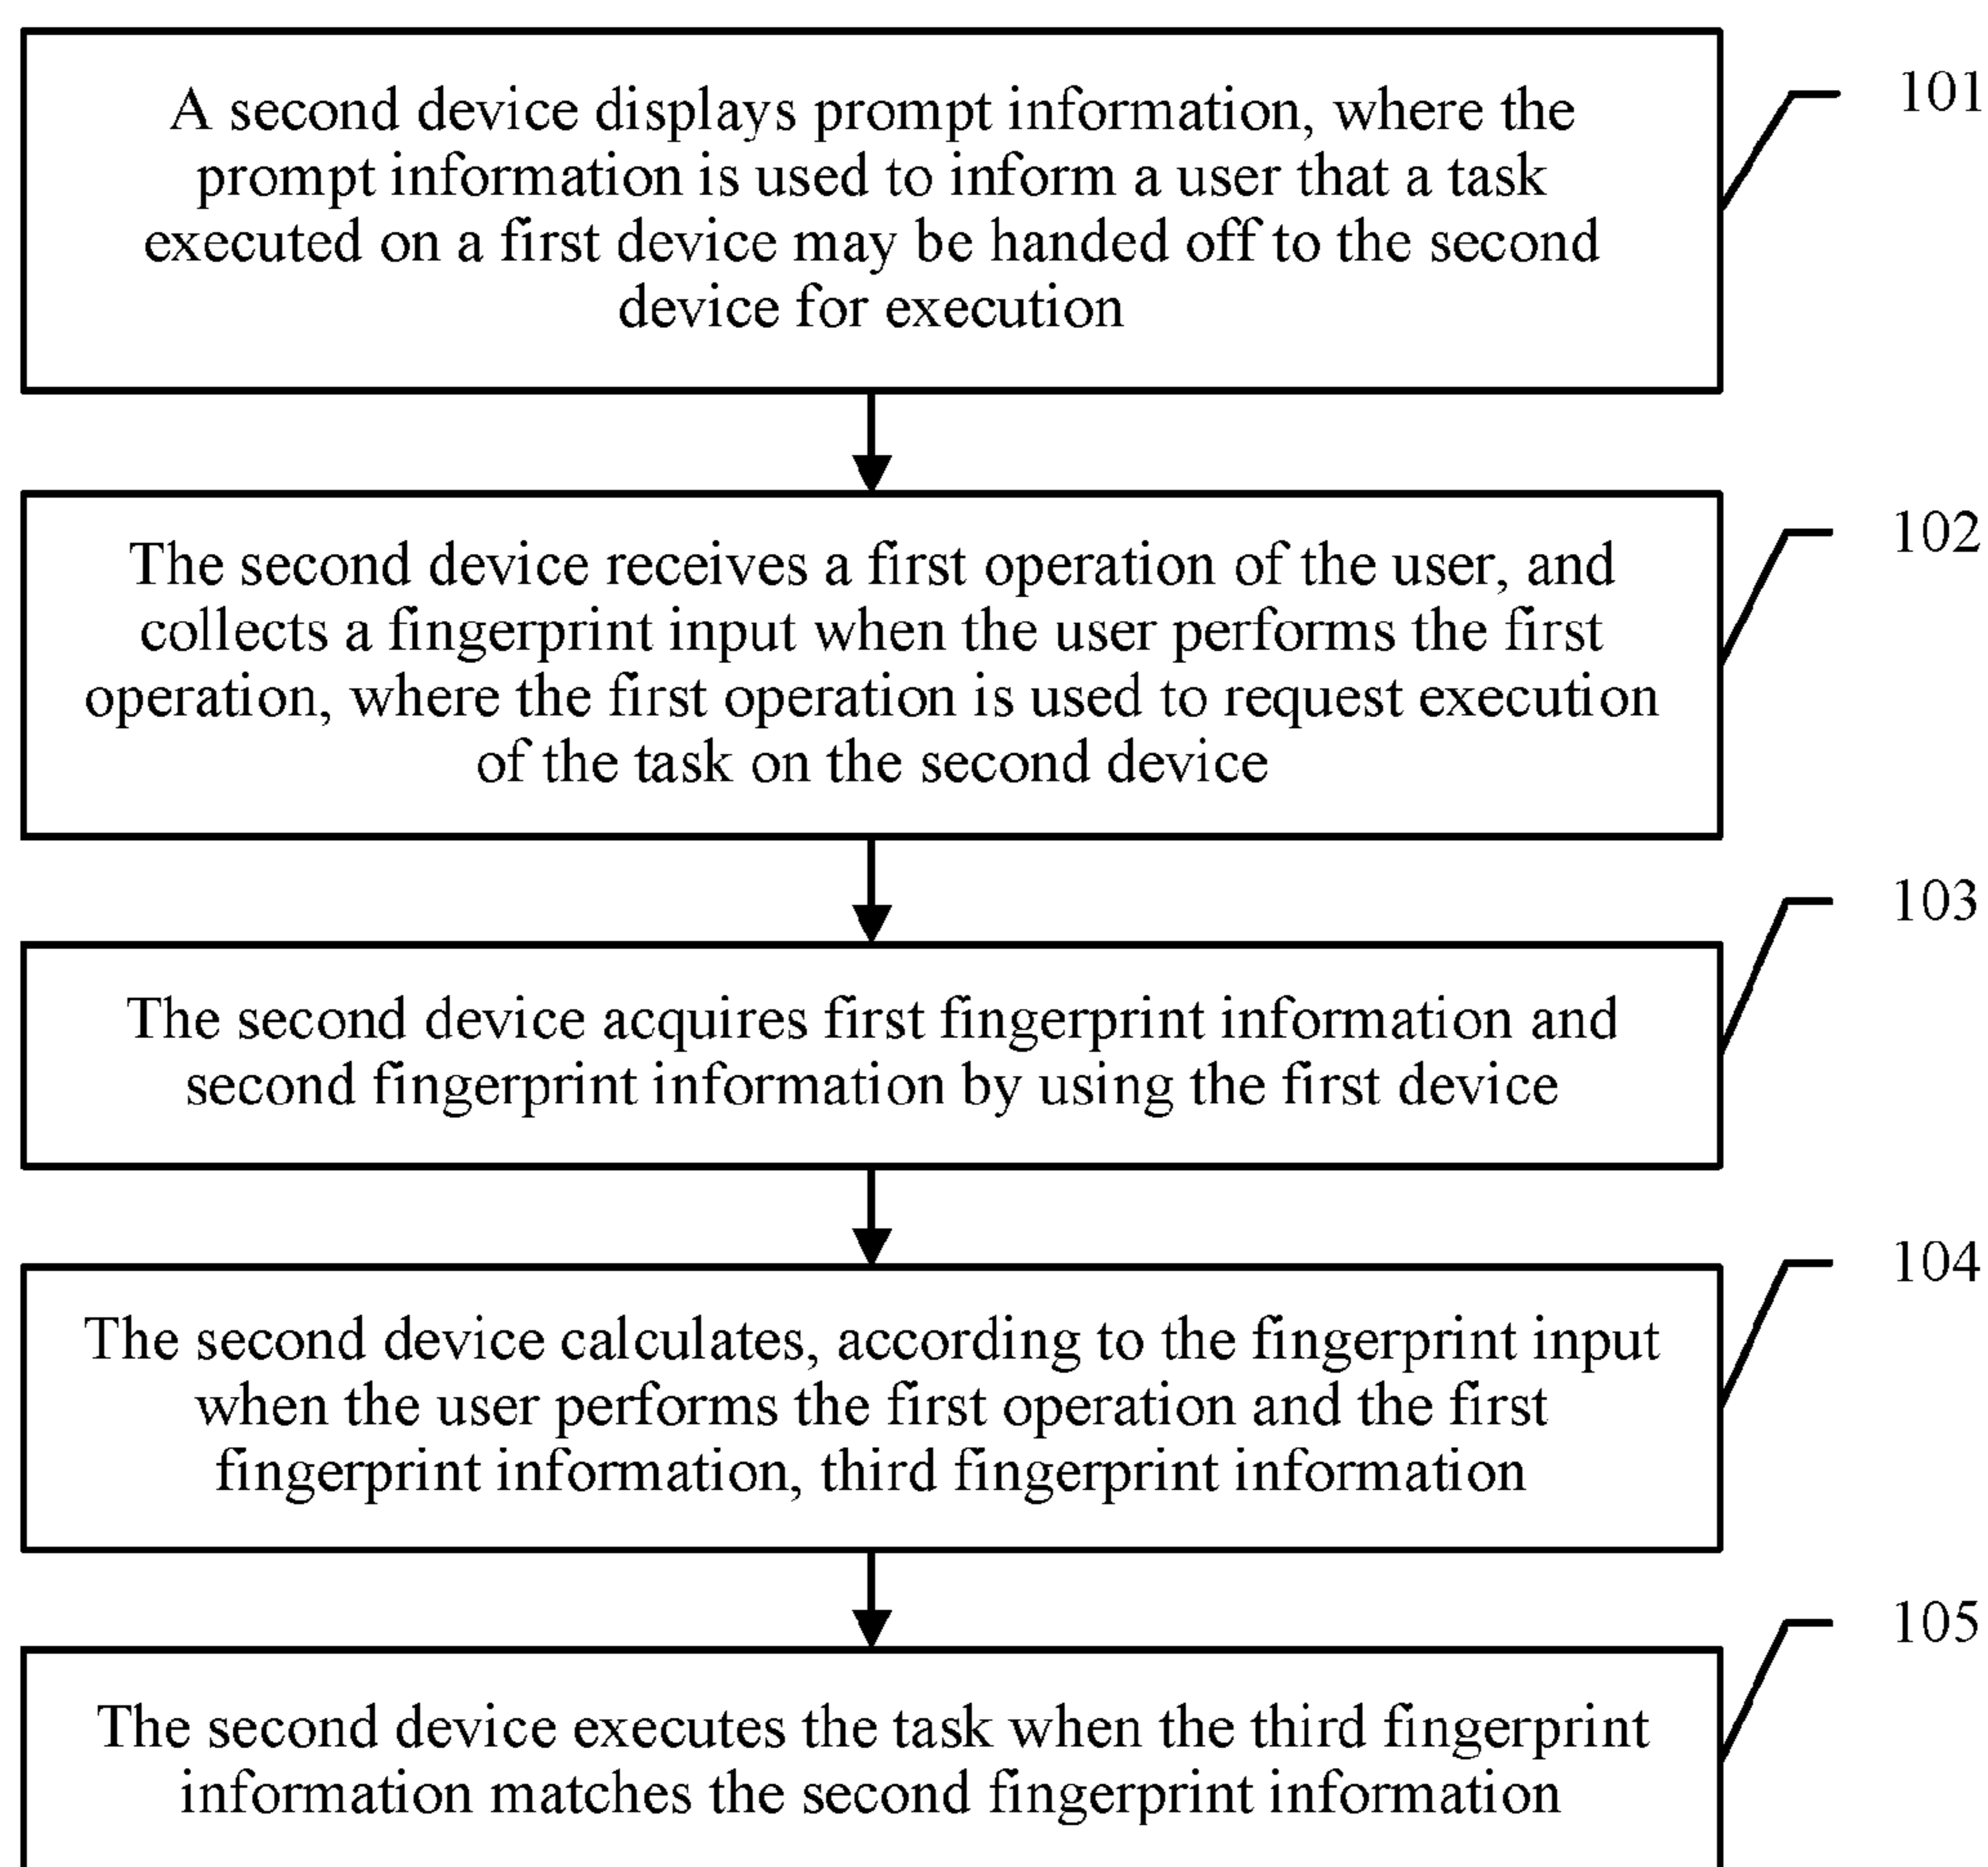 A second device displays prompt information, where the
prompt information is used to inform a user that a task
executed on a first device may be handed off to the second
device for execution
101
The second device receives a first operation of the user, and
collects a fingerprint input when the user performs the first
operation, where the first operation is used to request execution
of the task on the second device
102
The second device acquires first fingerprint information and
second fingerprint information by using the first device
103
The second device calculates, according to the fingerprint input
when the user performs the first operation and the first
fingerprint information, third fingerprint information
104
The second device executes the task when the third fingerprint
information matches the second fingerprint information
105